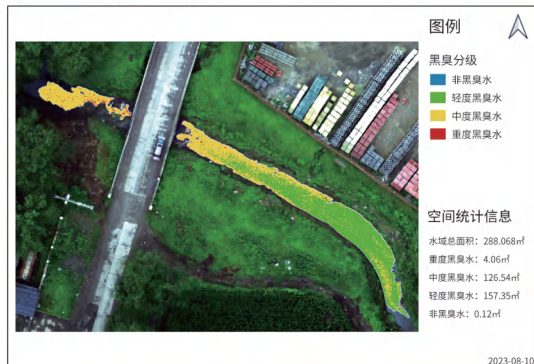 图例
黑臭分级
非黑臭水
轻度黑臭水
中度黑臭水
重度黑臭水
空间统计信息
水域总面积：288.068㎡
重度黑臭水：4.06㎡
中度黑臭水：126.54㎡
轻度黑臭水：157.35㎡
非黑臭水：0.12㎡
2023-08-10